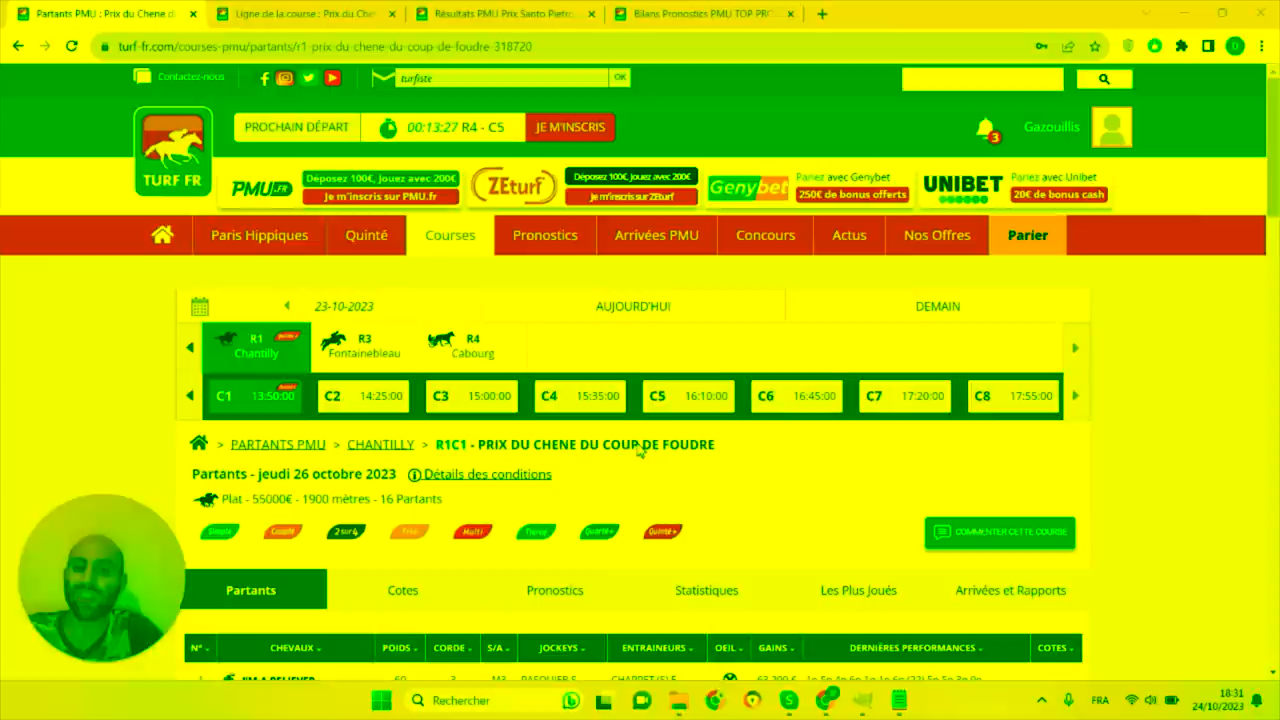 Partants PMU : Prix du Chene d
Ligne de la course : Prix du Che
Résultats PMU Prix Santo Pietro
Bilans Pronostics PMU TOP PRO
turf-fr.com/courses-pmu/partants/r1-prix-du-chene-du-coup-de-foudre-318720
Contactez-nous
turfiste
OK
TURF FR
PROCHAIN DÉPART
00:13:27 R4 - C5
JE M'INSCRIS
3
Gazouillis
PMU.FR
Déposez 100€, Jouez avec 200€
Je m'inscris sur PMU.fr
ZEturf
Déposez 100€, Jouez avec 200€
Je m'inscris sur ZEturf
Genybet
Pariez avec Genybet
250€ de bonus offerts
UNIBET
Pariez avec Unibet
20€ de bonus cash
Paris Hippiques
Quinté
Courses
Pronostics
Arrivées PMU
Concours
Actus
Nos Offres
Parier
23-10-2023
AUJOURD'HUI
DEMAIN
R1
Chantilly
R3
Fontainebleau
R4
Cabourg
C1 13:50:00
C2 14:25:00
C3 15:00:00
C4 15:35:00
C5 16:10:00
C6 16:45:00
C7 17:20:00
C8 17:55:00
> PARTANTS PMU > CHANTILLY > R1C1 - PRIX DU CHENE DU COUP DE FOUDRE
Partants - jeudi 26 octobre 2023
Détails des conditions
Plat - 55000€ - 1900 mètres - 16 Partants
Simple
Couplé
2 sur 4
Trio
Multi
Tiercé
Quarté+
Quinté+
COMMENTER CETTE COURSE
Partants
Cotes
Pronostics
Statistiques
Les Plus Joués
Arrivées et Rapports
N°
CHEVAUX
POIDS
CORDE
S/A
JOCKEYS
ENTRAINEURS
OEIL
GAINS
DERNIÈRES PERFORMANCES
COTES
Rechercher
FRA
18:31
24/10/2023